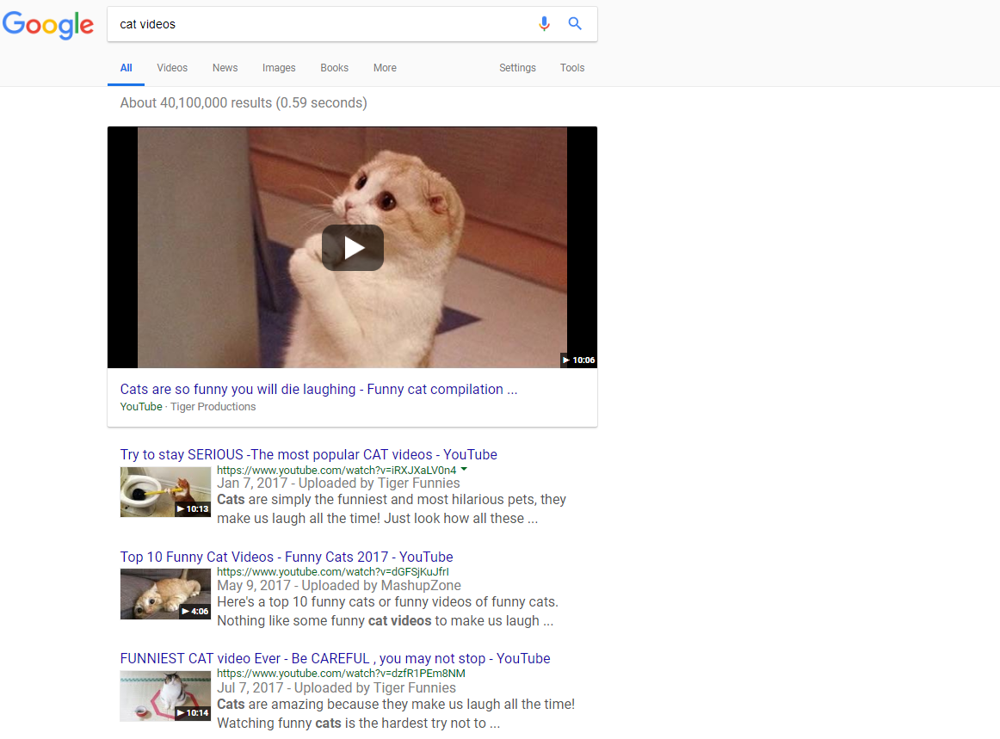 Google
cat videos
All Videos News Images Books More Settings Tools
About 40,100,000 results (0.59 seconds)
10:06
Cats are so funny you will die laughing - Funny cat compilation ...
YouTube · Tiger Productions
Try to stay SERIOUS -The most popular CAT videos - YouTube
https://www.youtube.com/watch?v=iRXJXaLV0n4
Jan 7, 2017 - Uploaded by Tiger Funnies
Cats are simply the funniest and most hilarious pets, they
make us laugh all the time! Just look how all these ...
10:13
Top 10 Funny Cat Videos - Funny Cats 2017 - YouTube
https://www.youtube.com/watch?v=dGFSjKuJfrI
May 9, 2017 - Uploaded by MashupZone
Here's a top 10 funny cats or funny videos of funny cats.
Nothing like some funny cat videos to make us laugh ...
4:06
FUNNIEST CAT video Ever - Be CAREFUL , you may not stop - YouTube
https://www.youtube.com/watch?v=dzfR1PEm8NM
Jul 7, 2017 - Uploaded by Tiger Funnies
Cats are amazing because they make us laugh all the time!
Watching funny cats is the hardest try not to ...
10:14